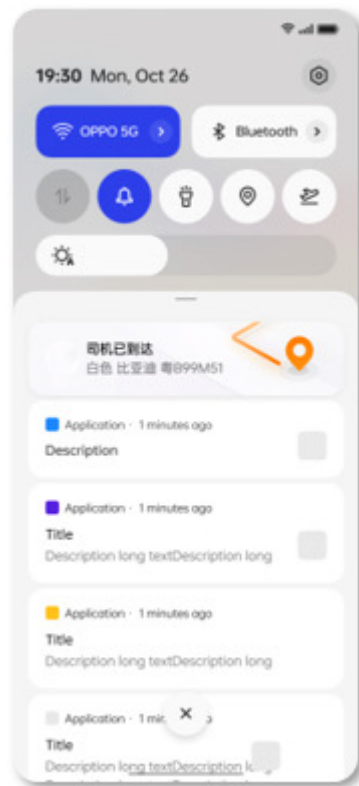 19:30 Mon, Oct 26
OPPO 5G
Bluetooth
司机已到达
白色 比亚迪 粤B99M51
Application · 1 minutes ago
Description
Application · 1 minutes ago
Title
Description long textDescription long
Application · 1 minutes ago
Title
Description long textDescription long
Application · 1
Title
Description long textDescription